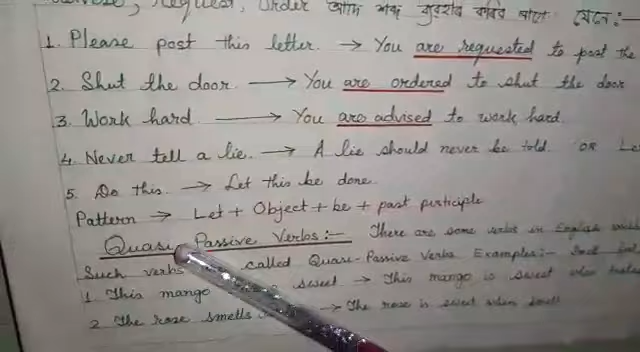 Request, Order
1. Please post this letter. → You are requested to post the
2. Shut the door → You are ordered to shut the door
3. Work hard → You are advised to work hard.
4. Never tell a lie. → A lie should never be told. OR
5. Do this → Let this be done.
Pattern → Let + Object + be + past participle
Quasi Passive Verbs:- There are some verbs in English
Such verbs called Quasi-Passive Verbs Examples:-
1 This mango sweet → This mango is sweet when
2. The rose smells → The rose is sweet when smelt